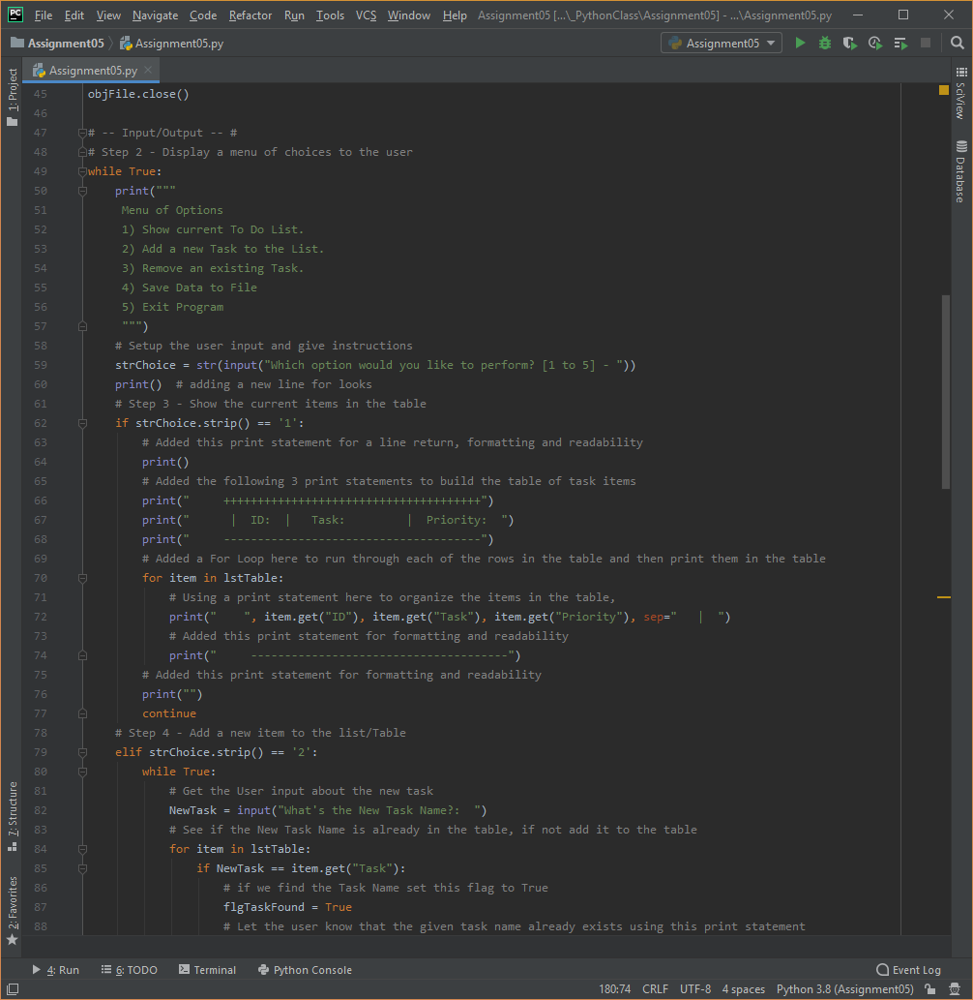 PC File Edit View Navigate Code Refactor Run Tools VCS Window Help Assignment05 [...\_PythonClass\Assignment05] - ...\Assignment05.py
Assignment05 Assignment05.py Assignment05
1: Project Assignment05.py SciView
45 objFile.close()
46
47 # -- Input/Output -- #
48 # Step 2 - Display a menu of choices to the user
49 while True:
50 print("""
51 Menu of Options
52 1) Show current To Do List.
53 2) Add a new Task to the List.
54 3) Remove an existing Task.
55 4) Save Data to File
56 5) Exit Program
57 """)
58 # Setup the user input and give instructions
59 strChoice = str(input("Which option would you like to perform? [1 to 5] - "))
60 print()  # adding a new line for looks
61 # Step 3 - Show the current items in the table
62 if strChoice.strip() == '1':
63 # Added this print statement for a line return, formatting and readability
64 print()
65 # Added the following 3 print statements to build the table of task items
66 print("     ++++++++++++++++++++++++++++++++++++++")
67 print("      |  ID:  |   Task:         |  Priority:  ")
68 print("     --------------------------------------")
69 # Added a For Loop here to run through each of the rows in the table and then print them in the table
70 for item in lstTable:
71 # Using a print statement here to organize the items in the table,
72 print("    ", item.get("ID"), item.get("Task"), item.get("Priority"), sep="   |  ")
73 # Added this print statement for formatting and readability
74 print("     --------------------------------------")
75 # Added this print statement for formatting and readability
76 print("")
77 continue
78 # Step 4 - Add a new item to the list/Table
79 elif strChoice.strip() == '2':
80 while True:
81 # Get the User input about the new task
82 NewTask = input("What's the New Task Name?:  ")
83 # See if the New Task Name is already in the table, if not add it to the table
84 for item in lstTable:
85 if NewTask == item.get("Task"):
86 # if we find the Task Name set this flag to True
87 flgTaskFound = True
88 # Let the user know that the given task name already exists using this print statement
Database
7: Structure
2: Favorites
4: Run 6: TODO Terminal Python Console Event Log
180:74 CRLF UTF-8 4 spaces Python 3.8 (Assignment05)